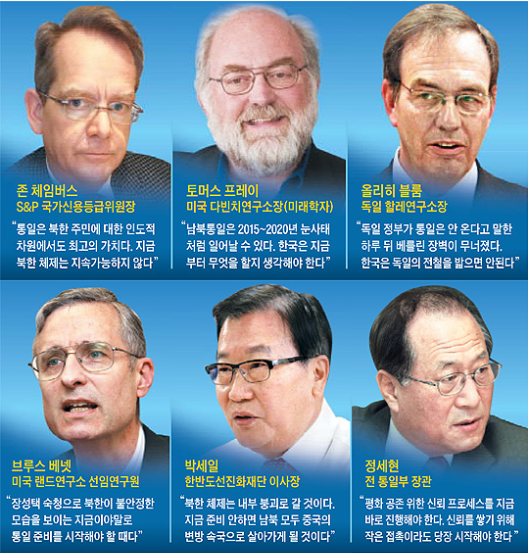 존 체임버스
S&P 국가신용등급위원장
“통일은 북한 주민에 대한 인도적
차원에서도 최고의 가치다. 지금
북한 체제는 지속가능하지 않다”
토머스 프레이
미국 다빈치연구소장(미래학자)
“남북통일은 2015~2020년 눈사태
처럼 일어날 수 있다. 한국은 지금
부터 무엇을 할지 생각해야 한다”
올리히 블룸
독일 할레연구소장
“독일 정부가 통일은 안 온다고 말한
하루 뒤 베를린 장벽이 무너졌다.
한국은 독일의 전철을 밟으면 안된다”
브루스 베넷
미국 랜드연구소 선임연구원
“장성택 숙청으로 북한이 불안정한
모습을 보이는 지금이야말로
통일 준비를 시작해야 할 때다”
박세일
한반도선진화재단 이사장
“북한 체제는 내부 붕괴로 갈 것이다.
지금 준비 안하면 남북 모두 중국의
변방 속국으로 살아가게 될 것이다”
정세현
전 통일부 장관
“평화 공존 위한 신뢰 프로세스를 지금
바로 진행해야 한다. 신뢰를 쌓기 위해
작은 접촉이라도 당장 시작해야 한다”